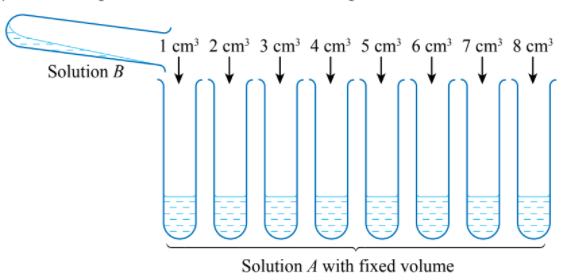 1 cm³ 2 cm³ 3 cm³ 4 cm³ 5 cm³ 6 cm³ 7 cm³ 8 cm³
Solution B
Solution A with fixed volume